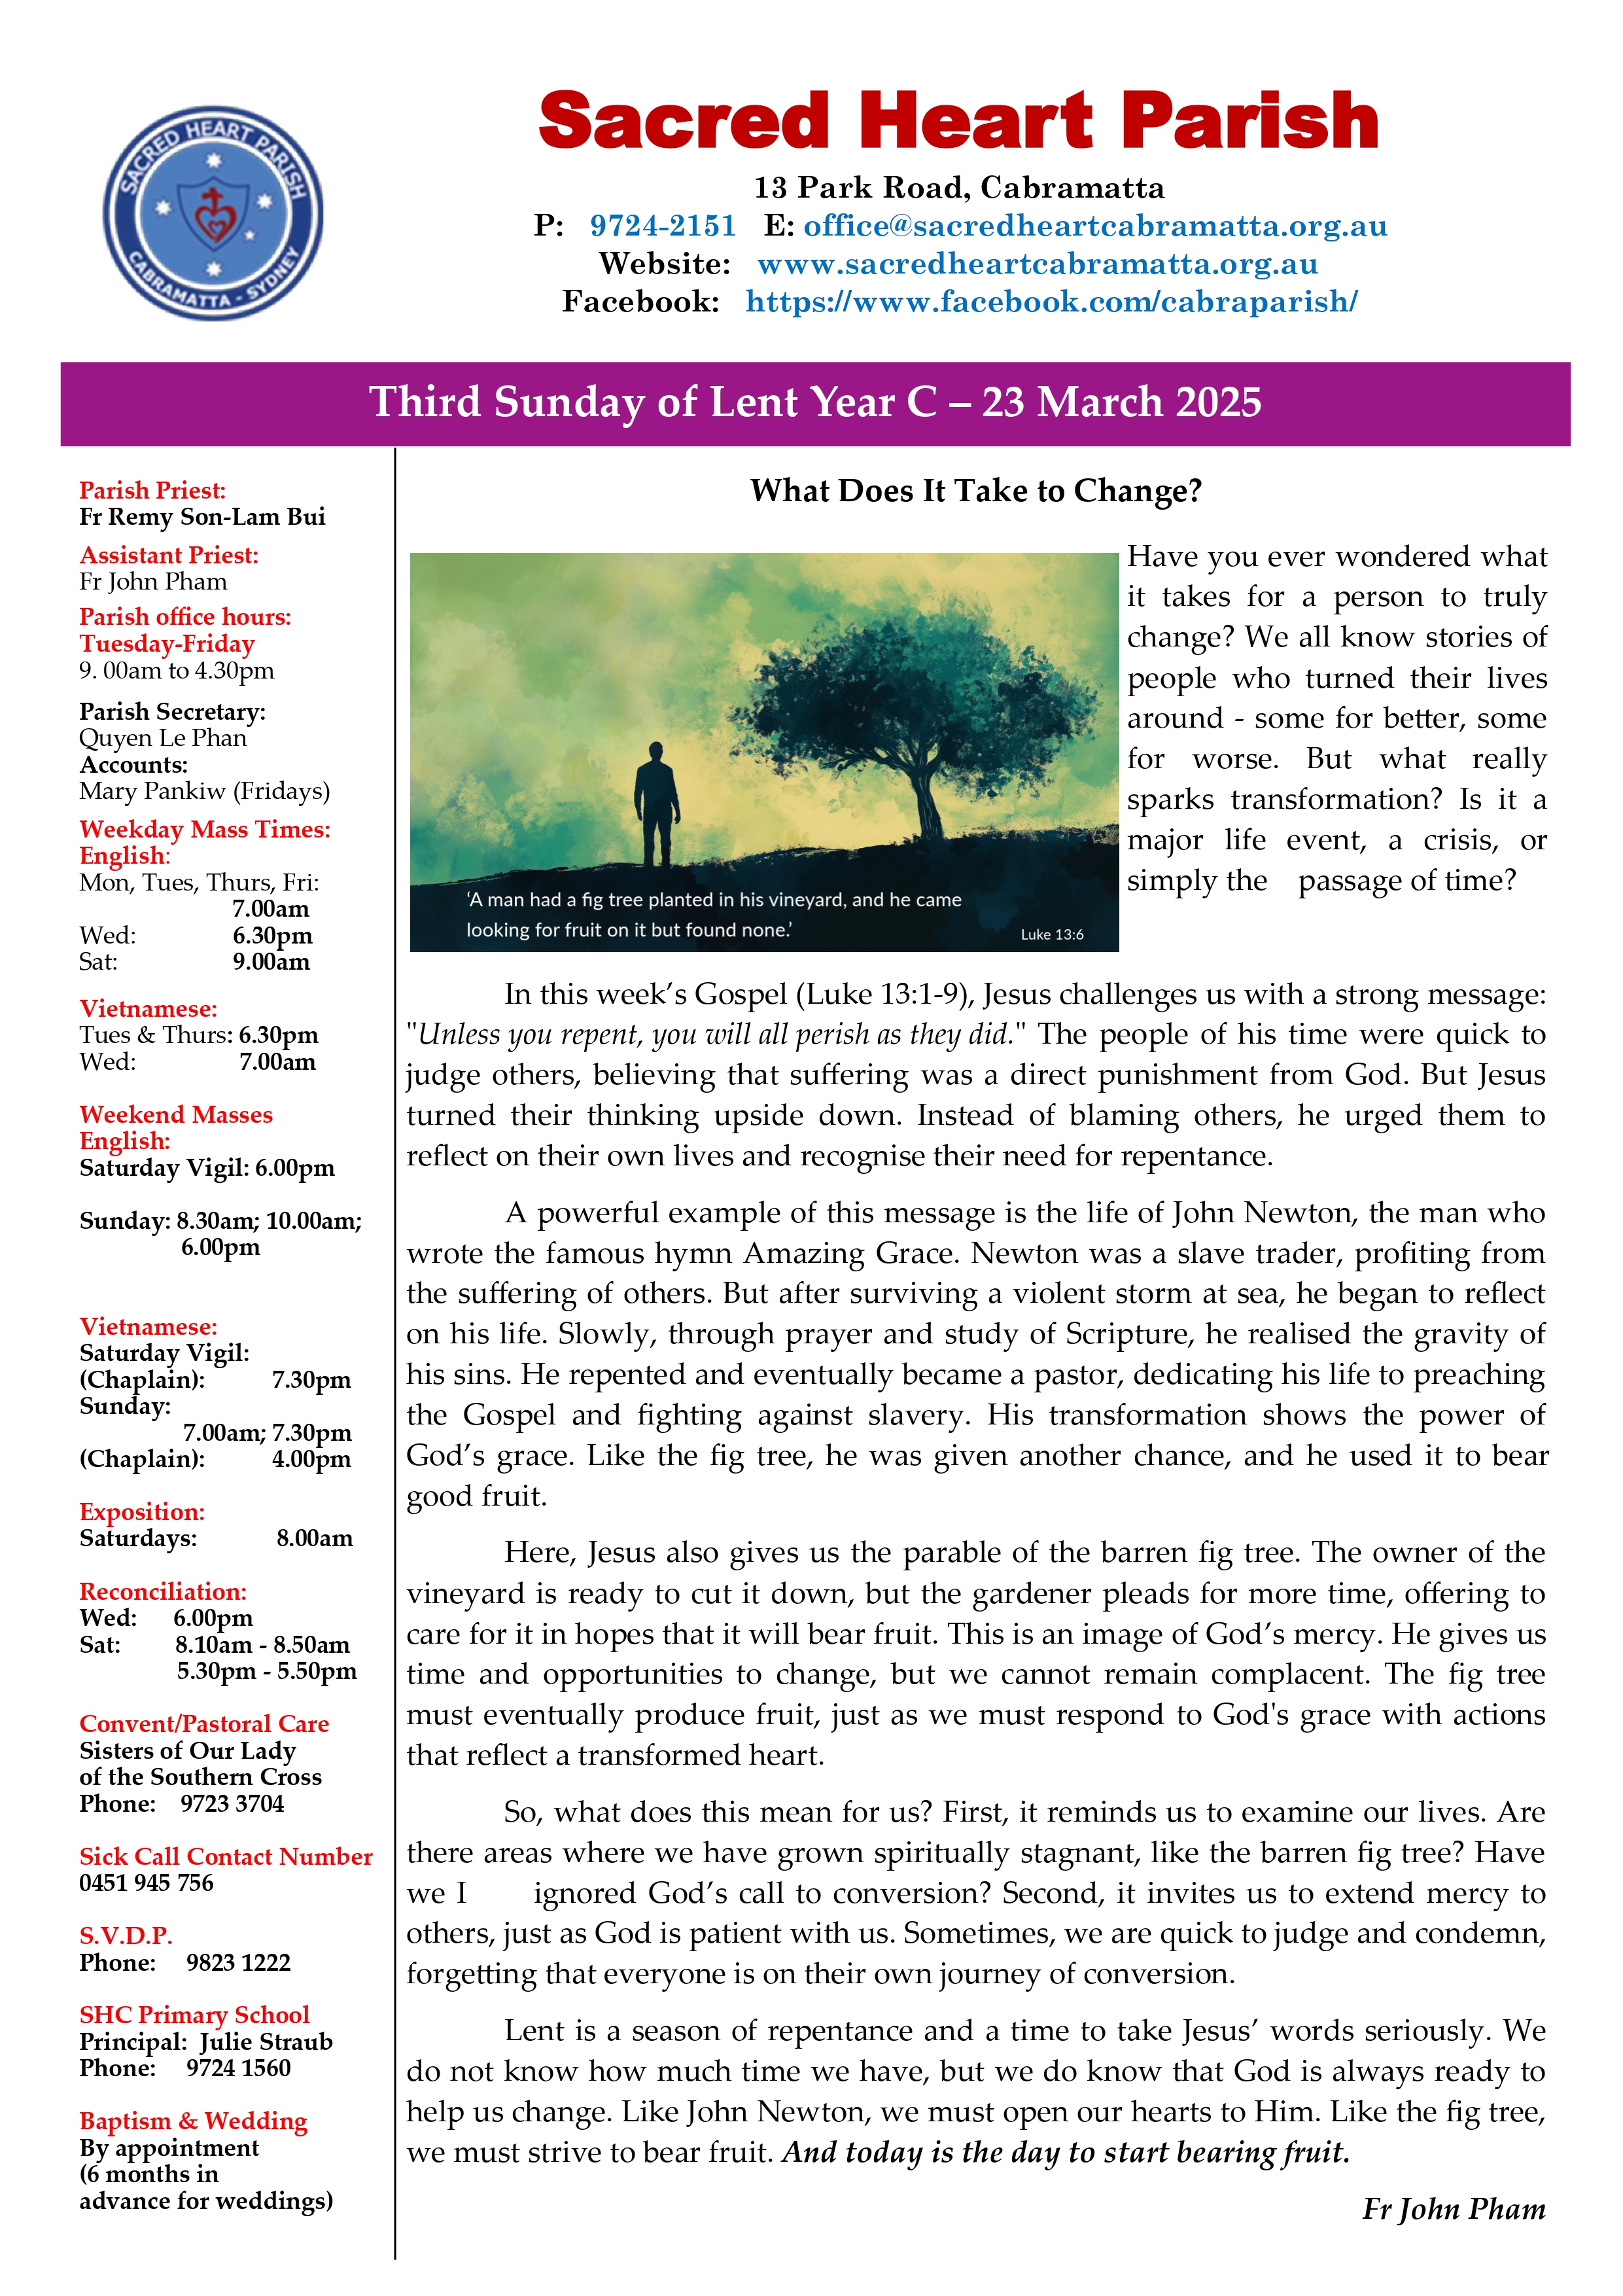 SACRED HEART PARISH
CABRAMATTA - SYDNEY
Sacred Heart Parish
13 Park Road, Cabramatta
P: 9724-2151 E: office@sacredheartcabramatta.org.au
Website: www.sacredheartcabramatta.org.au
Facebook: https://www.facebook.com/cabraparish/
Third Sunday of Lent Year C – 23 March 2025
Parish Priest:
Fr Remy Son-Lam Bui
Assistant Priest:
Fr John Pham
Parish office hours:
Tuesday-Friday
9. 00am to 4.30pm
Parish Secretary:
Quyen Le Phan
Accounts:
Mary Pankiw (Fridays)
Weekday Mass Times:
English:
Mon, Tues, Thurs, Fri:
7.00am
Wed: 6.30pm
Sat: 9.00am
Vietnamese:
Tues & Thurs: 6.30pm
Wed: 7.00am
Weekend Masses
English:
Saturday Vigil: 6.00pm
Sunday: 8.30am; 10.00am;
6.00pm
Vietnamese:
Saturday Vigil:
(Chaplain): 7.30pm
Sunday:
7.00am; 7.30pm
(Chaplain): 4.00pm
Exposition:
Saturdays: 8.00am
Reconciliation:
Wed: 6.00pm
Sat: 8.10am - 8.50am
5.30pm - 5.50pm
Convent/Pastoral Care
Sisters of Our Lady
of the Southern Cross
Phone: 9723 3704
Sick Call Contact Number
0451 945 756
S.V.D.P.
Phone: 9823 1222
SHC Primary School
Principal: Julie Straub
Phone: 9724 1560
Baptism & Wedding
By appointment
(6 months in
advance for weddings)
What Does It Take to Change?
‘A man had a fig tree planted in his vineyard, and he came
looking for fruit on it but found none.’
Luke 13:6
Have you ever wondered what
it takes for a person to truly
change? We all know stories of
people who turned their lives
around - some for better, some
for worse. But what really
sparks transformation? Is it a
major life event, a crisis, or
simply the passage of time?
In this week’s Gospel (Luke 13:1-9), Jesus challenges us with a strong message:
"Unless you repent, you will all perish as they did." The people of his time were quick to
judge others, believing that suffering was a direct punishment from God. But Jesus
turned their thinking upside down. Instead of blaming others, he urged them to
reflect on their own lives and recognise their need for repentance.
A powerful example of this message is the life of John Newton, the man who
wrote the famous hymn Amazing Grace. Newton was a slave trader, profiting from
the suffering of others. But after surviving a violent storm at sea, he began to reflect
on his life. Slowly, through prayer and study of Scripture, he realised the gravity of
his sins. He repented and eventually became a pastor, dedicating his life to preaching
the Gospel and fighting against slavery. His transformation shows the power of
God’s grace. Like the fig tree, he was given another chance, and he used it to bear
good fruit.
Here, Jesus also gives us the parable of the barren fig tree. The owner of the
vineyard is ready to cut it down, but the gardener pleads for more time, offering to
care for it in hopes that it will bear fruit. This is an image of God’s mercy. He gives us
time and opportunities to change, but we cannot remain complacent. The fig tree
must eventually produce fruit, just as we must respond to God's grace with actions
that reflect a transformed heart.
So, what does this mean for us? First, it reminds us to examine our lives. Are
there areas where we have grown spiritually stagnant, like the barren fig tree? Have
we I ignored God’s call to conversion? Second, it invites us to extend mercy to
others, just as God is patient with us. Sometimes, we are quick to judge and condemn,
forgetting that everyone is on their own journey of conversion.
Lent is a season of repentance and a time to take Jesus’ words seriously. We
do not know how much time we have, but we do know that God is always ready to
help us change. Like John Newton, we must open our hearts to Him. Like the fig tree,
we must strive to bear fruit. And today is the day to start bearing fruit.
Fr John Pham